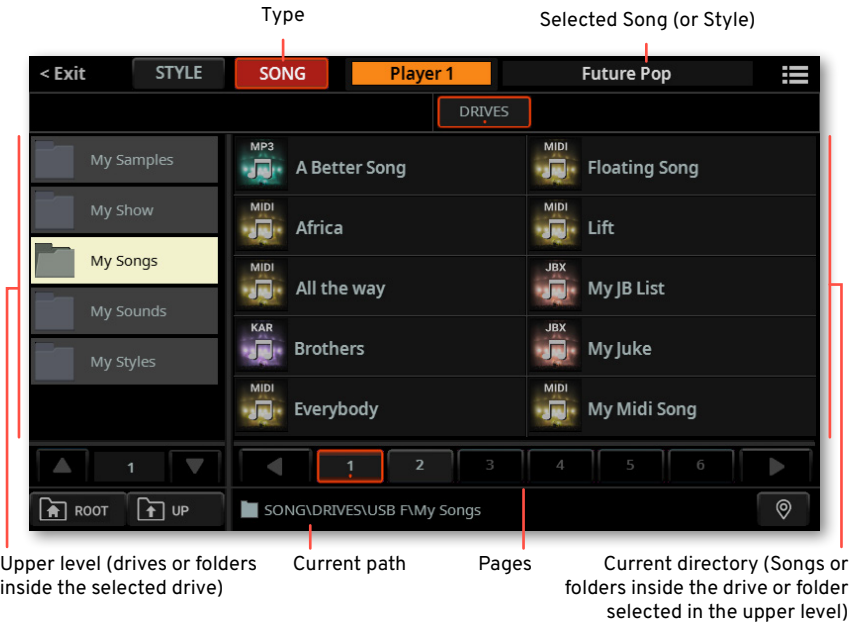 Type
Selected Song (or Style)
< Exit STYLE SONG Player 1 Future Pop
DRIVES
My Samples
My Show
My Songs
My Sounds
My Styles
MP3 A Better Song
MIDI Floating Song
MIDI Africa
MIDI Lift
MIDI All the way
JBX My JB List
KAR Brothers
JBX My Juke
MIDI Everybody
MIDI My Midi Song
1
1 2 3 4 5 6
ROOT UP
SONG\DRIVES\USB F\My Songs
Upper level (drives or folders
inside the selected drive)
Current path
Pages
Current directory (Songs or
folders inside the drive or folder
selected in the upper level)